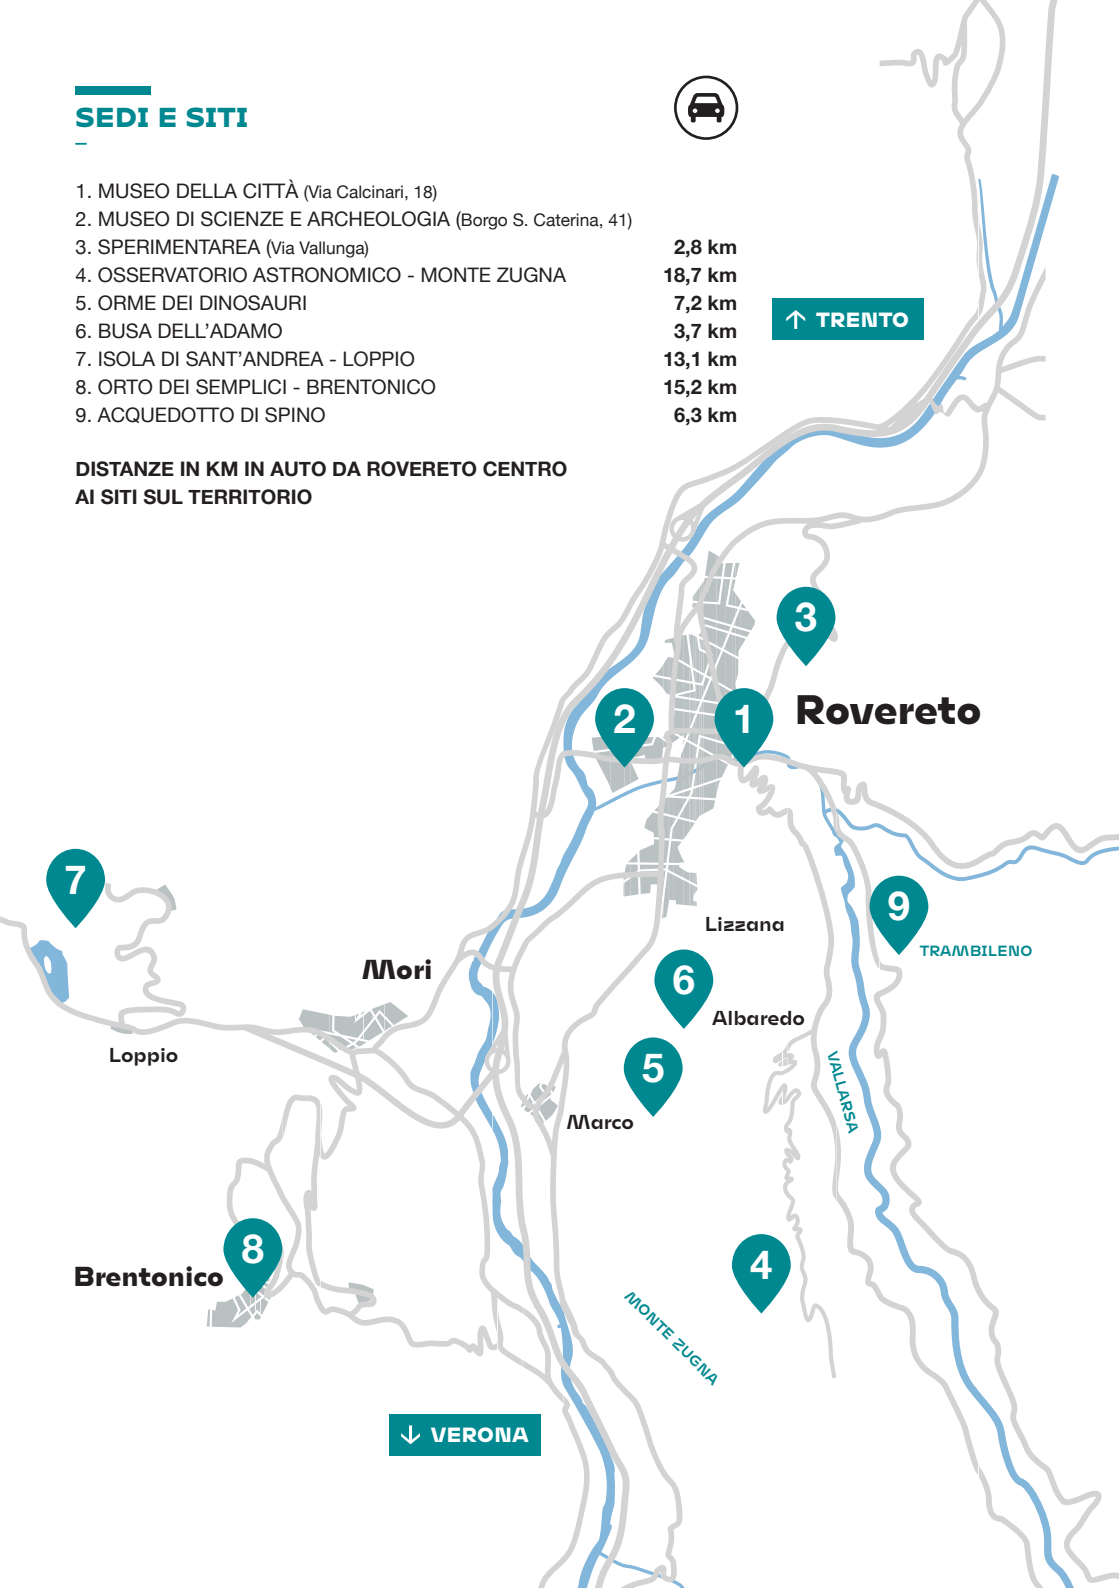 SEDI E SITI
1. MUSEO DELLA CITTÀ (Via Calcinari, 18)
2. MUSEO DI SCIENZE E ARCHEOLOGIA (Borgo S. Caterina, 41)
3. SPERIMENTAREA (Via Vallunga) 2,8 km
4. OSSERVATORIO ASTRONOMICO - MONTE ZUGNA 18,7 km
5. ORME DEI DINOSAURI 7,2 km
6. BUSA DELL'ADAMO 3,7 km
7. ISOLA DI SANT'ANDREA - LOPPIO 13,1 km
8. ORTO DEI SEMPLICI - BRENTONICO 15,2 km
9. ACQUEDOTTO DI SPINO 6,3 km
DISTANZE IN KM IN AUTO DA ROVERETO CENTRO
AI SITI SUL TERRITORIO
↑ TRENTO
3
Rovereto
2
1
7
9
Lizzana
TRAMBILENO
Mori
6
Albaredo
Loppio
5
VALLARSA
Marco
8
Brentonico
4
MONTE ZUGNA
↓ VERONA